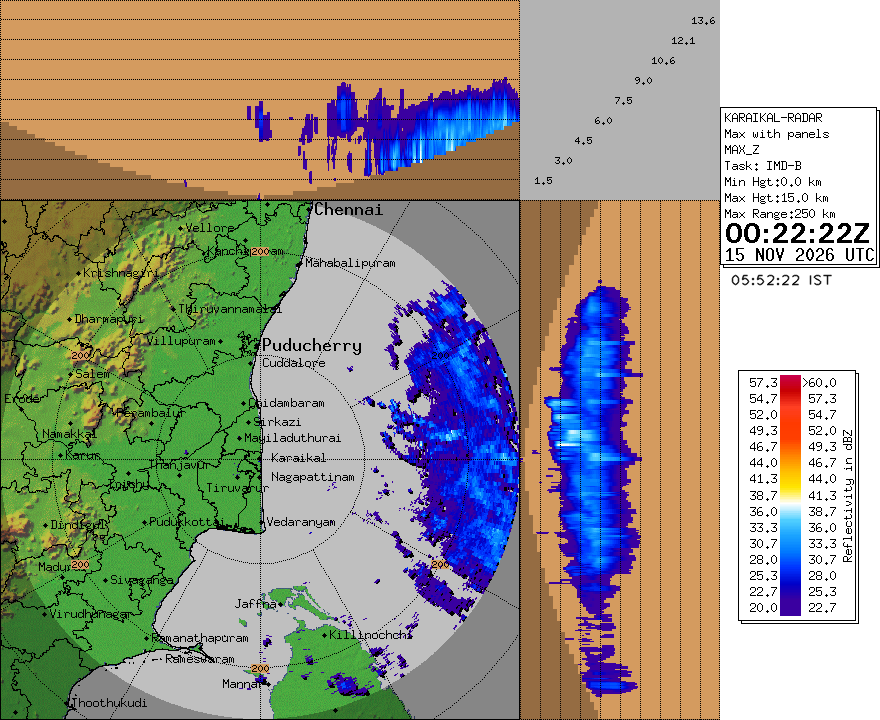 13.6
12.1
10.6
9.0
7.5
6.0
4.5
3.0
1.5
KARAIKAL-RADAR
Max with panels
MAX_Z
Task: IMD-B
Min Hgt:0.0 km
Max Hgt:15.0 km
Max Range:250 km
00:22:22Z
15 NOV 2026 UTC
05:52:22 IST
Chennai
Vellore
200
Mahabalipuram
Krishnagiri
Thiruvannamalai
Dharmapuri
Villupuram
Puducherry
200
200
Cuddalore
Salem
Erode
Chidambaram
Perambalur
Sirkazi
Namakkal
Mayiladuthurai
Karur
Karaikal
Thanjavur
Nagapattinam
Tiruvarur
Dindigul
Pudukkottai
Vedaranyam
200
200
Madurai
Sivaganga
Jaffna
Virudhunagar
Ramanathapuram
Killinochchi
Rameswaram
200
Mannar
Thoothukudi
57.3 >60.0
54.7 57.3
52.0 54.7
49.3 52.0
46.7 49.3
44.0 46.7
41.3 44.0
38.7 41.3
36.0 38.7
33.3 36.0
30.7 33.3
28.0 30.7
25.3 28.0
22.7 25.3
20.0 22.7
Reflectivity in dBZ